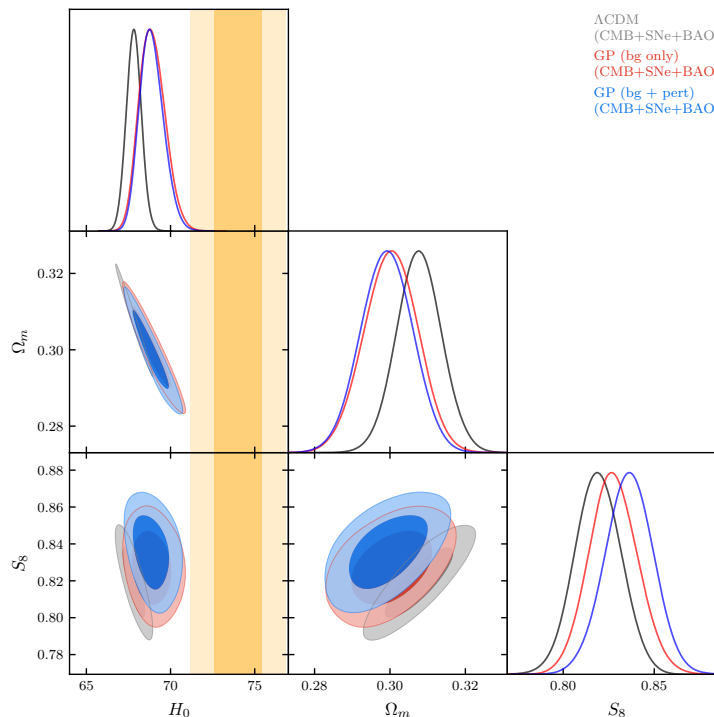 ΛCDM
(CMB+SNe+BAO
GP (bg only)
(CMB+SNe+BAO
GP (bg + pert)
(CMB+SNe+BAO
0.32
0.30
0.28
Ω_m
0.88
0.86
0.84
0.82
0.80
0.78
S_8
65 70 75
0.28 0.30 0.32
0.80 0.85
H_0
Ω_m
S_8